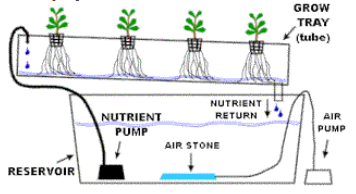 GROW
TRAY
(tube)
NUTRIENT
RETURN
NUTRIENT
PUMP
AIR
PUMP
AIR STONE
RESERVOIR